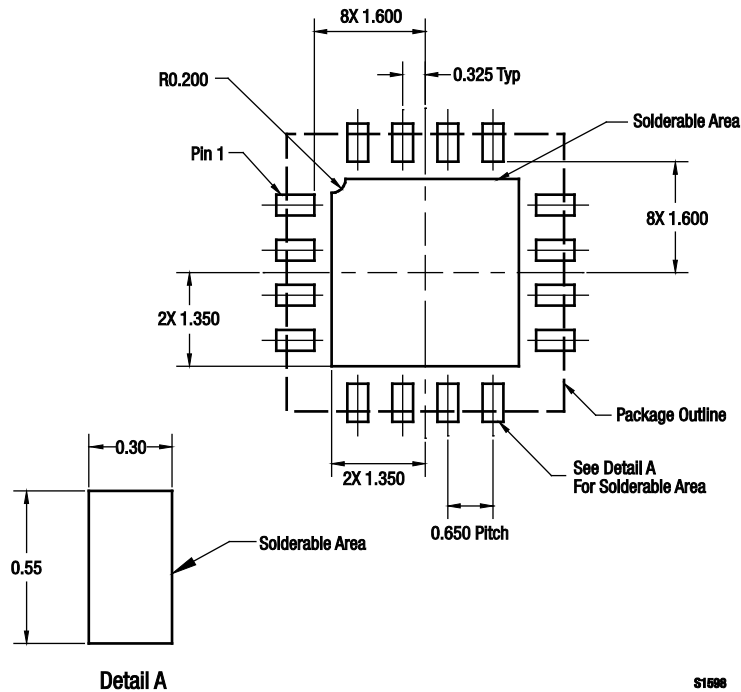 8X 1.600
0.325 Typ
R0.200
Solderable Area
Pin 1
8X 1.600
2X 1.350
Package Outline
0.30
2X 1.350
See Detail A
For Solderable Area
0.650 Pitch
Solderable Area
0.55
Detail A
S1598